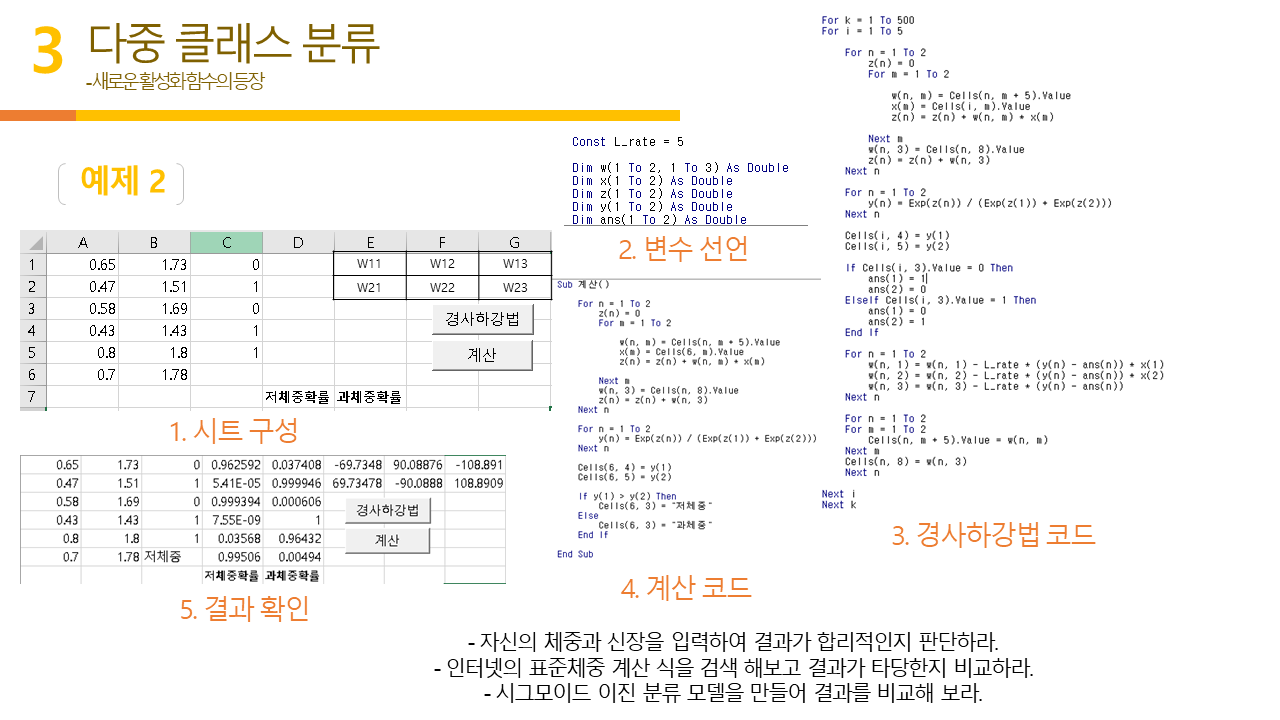 3 다중 클래스 분류
-새로운 활성화 함수의 등장
예제 2
A B C D E F G
1 0.65 1.73 0 W11 W12 W13
2 0.47 1.51 1 W21 W22 W23
3 0.58 1.69 0
4 0.43 1.43 1
5 0.8 1.8 1
6 0.7 1.78
7 저체중확률 과체중확률
경사하강법
계산
1. 시트 구성
Const L_rate = 5
Dim w(1 To 2, 1 To 3) As Double
Dim x(1 To 2) As Double
Dim z(1 To 2) As Double
Dim y(1 To 2) As Double
Dim ans(1 To 2) As Double
2. 변수 선언
For k = 1 To 500
For i = 1 To 5
For n = 1 To 2
z(n) = 0
For m = 1 To 2
w(n, m) = Cells(n, m + 5).Value
x(m) = Cells(i, m).Value
z(n) = z(n) + w(n, m) * x(m)
Next m
w(n, 3) = Cells(n, 8).Value
z(n) = z(n) + w(n, 3)
Next n
For n = 1 To 2
y(n) = Exp(z(n)) / (Exp(z(1)) + Exp(z(2)))
Next n
Cells(i, 4) = y(1)
Cells(i, 5) = y(2)
If Cells(i, 3).Value = 0 Then
ans(1) = 1
ans(2) = 0
ElseIf Cells(i, 3).Value = 1 Then
ans(1) = 0
ans(2) = 1
End If
For n = 1 To 2
w(n, 1) = w(n, 1) - L_rate * (y(n) - ans(n)) * x(1)
w(n, 2) = w(n, 2) - L_rate * (y(n) - ans(n)) * x(2)
w(n, 3) = w(n, 3) - L_rate * (y(n) - ans(n))
Next n
For n = 1 To 2
For m = 1 To 2
Cells(n, m + 5).Value = w(n, m)
Next m
Cells(n, 8) = w(n, 3)
Next n
Next i
Next k
3. 경사하강법 코드
Sub 계산()
For n = 1 To 2
z(n) = 0
For m = 1 To 2
w(n, m) = Cells(n, m + 5).Value
x(m) = Cells(6, m).Value
z(n) = z(n) + w(n, m) * x(m)
Next m
w(n, 3) = Cells(n, 8).Value
z(n) = z(n) + w(n, 3)
Next n
For n = 1 To 2
y(n) = Exp(z(n)) / (Exp(z(1)) + Exp(z(2)))
Next n
Cells(6, 4) = y(1)
Cells(6, 5) = y(2)
If y(1) > y(2) Then
Cells(6, 3) = "저체중"
Else
Cells(6, 3) = "과체중"
End If
End Sub
4. 계산 코드
0.65 1.73 0 0.962592 0.037408 -69.7348 90.08876 -108.891
0.47 1.51 1 5.41E-05 0.999946 69.73478 -90.0888 108.8909
0.58 1.69 0 0.999394 0.000606
0.43 1.43 1 7.55E-09 1
0.8 1.8 1 0.03568 0.96432
0.7 1.78 저체중 0.99506 0.00494
저체중확률 과체중확률
경사하강법
계산
5. 결과 확인
- 자신의 체중과 신장을 입력하여 결과가 합리적인지 판단하라.
- 인터넷의 표준체중 계산 식을 검색 해보고 결과가 타당한지 비교하라.
- 시그모이드 이진 분류 모델을 만들어 결과를 비교해 보라.